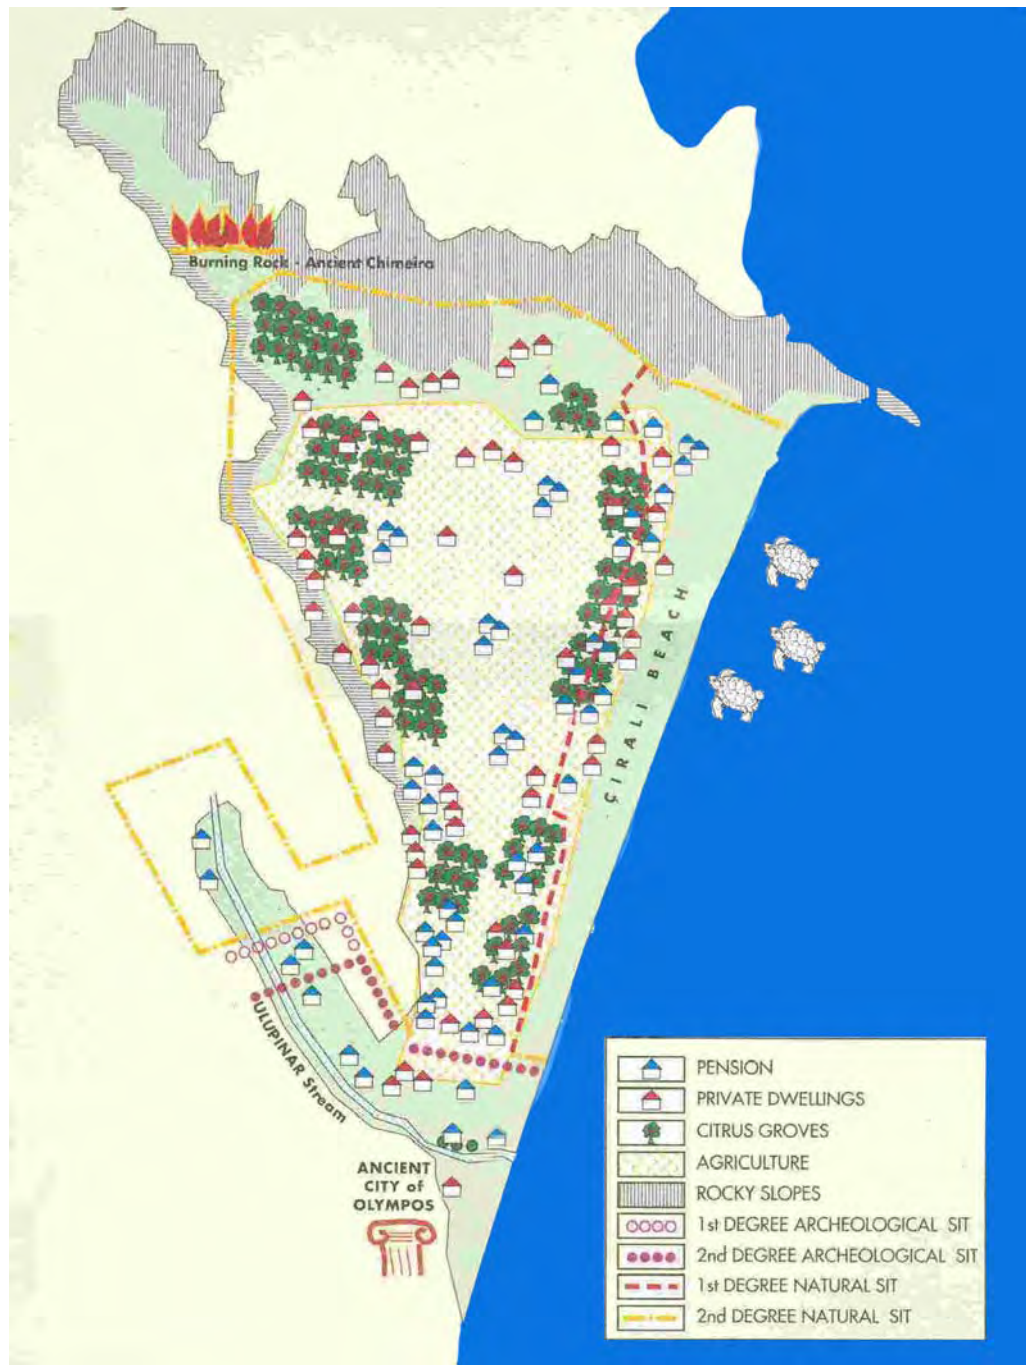 Burning Rock - Ancient Chimeira
ÇIRALI BEACH
ULUPINAR Stream
ANCIENT
CITY of
OLYMPOS
PENSION
PRIVATE DWELLINGS
CITRUS GROVES
AGRICULTURE
ROCKY SLOPES
1st DEGREE ARCHEOLOGICAL SIT
2nd DEGREE ARCHEOLOGICAL SIT
1st DEGREE NATURAL SIT
2nd DEGREE NATURAL SIT